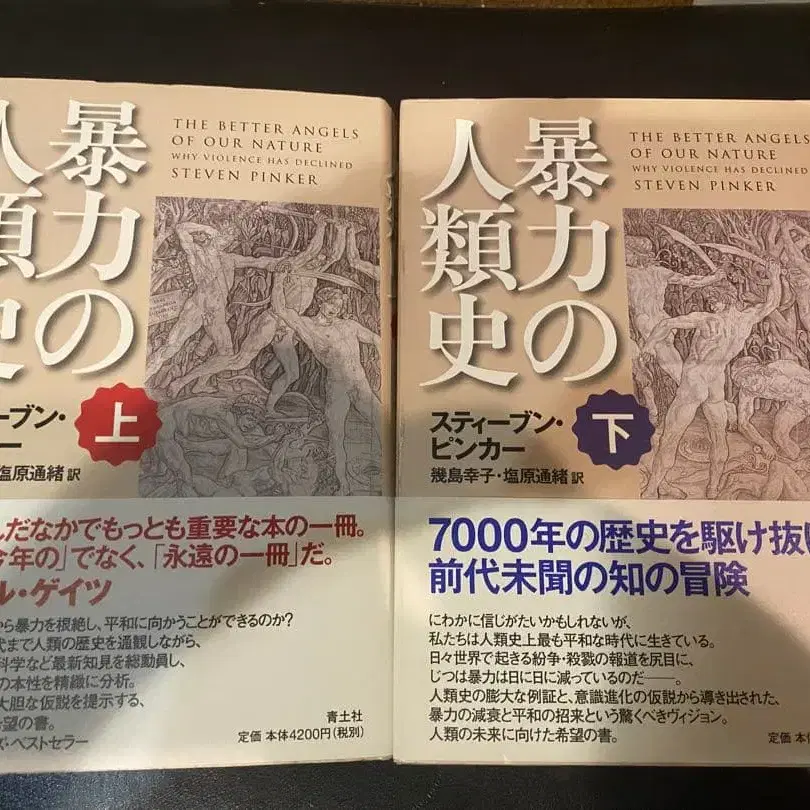 暴力の
人類史
THE BETTER ANGELS
OF OUR NATURE
WHY VIOLENCE HAS DECLINED
STEVEN PINKER
上
ーブン・
ー
塩原通緒 訳
んだなかでもっとも重要な本の一冊。
今年の」でなく、「永遠の一冊」だ。
ル・ゲイツ
から暴力を根絶し、平和に向かうことができるのか?
代まで人類の歴史を通観しながら、
科学など最新知見を総動員し、
の本性を精緻に分析。
大胆な仮説を提示する、
希望の書。
ズ・ベストセラー
青土社
定価 本体4200円(税別)
暴力の
人類史
THE BETTER ANGELS
OF OUR NATURE
WHY VIOLENCE HAS DECLINED
STEVEN PINKER
下
スティーブン・
ピンカー
幾島幸子・塩原通緒 訳
7000年の歴史を駆け抜け
前代未聞の知の冒険
にわかに信じがたいかもしれないが、
私たちは人類史上最も平和な時代に生きている。
日々世界で起きる紛争・殺戮の報道を尻目に、
じつは暴力は日に日に減っているのだ――。
人類史の膨大な例証と、意識進化の仮説から導き出された、
暴力の減衰と平和の招来という驚くべきヴィジョン。
人類の未来に向けた希望の書。
定価 本体